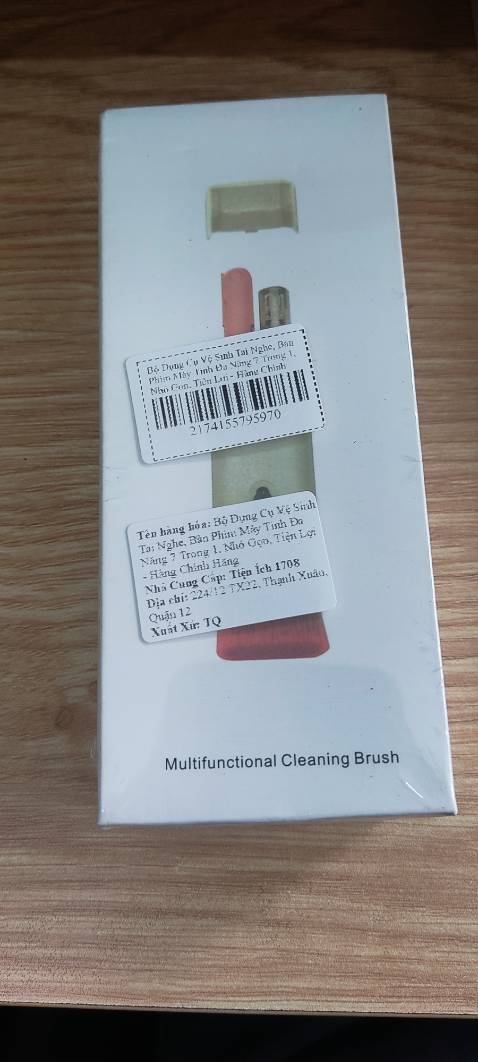 Bộ Dụng Cụ Vệ Sinh Tai Nghe, Bàn
Phím Máy Tính Đa Năng 7 Trong 1,
Nhỏ Gọn, Tiện Lợi - Hàng Chính
2174155795970
Tên hàng hóa: Bộ Dụng Cụ Vệ Sinh
Tai Nghe, Bàn Phím Máy Tính Đa
Năng 7 Trong 1, Nhỏ Gọn, Tiện Lợi
- Hàng Chính Hãng
Nhà Cung Cấp: Tiện Ích 1708
Địa chỉ: 224/12 TX22, Thạnh Xuân,
Quận 12
Xuất Xứ: TQ
Multifunctional Cleaning Brush